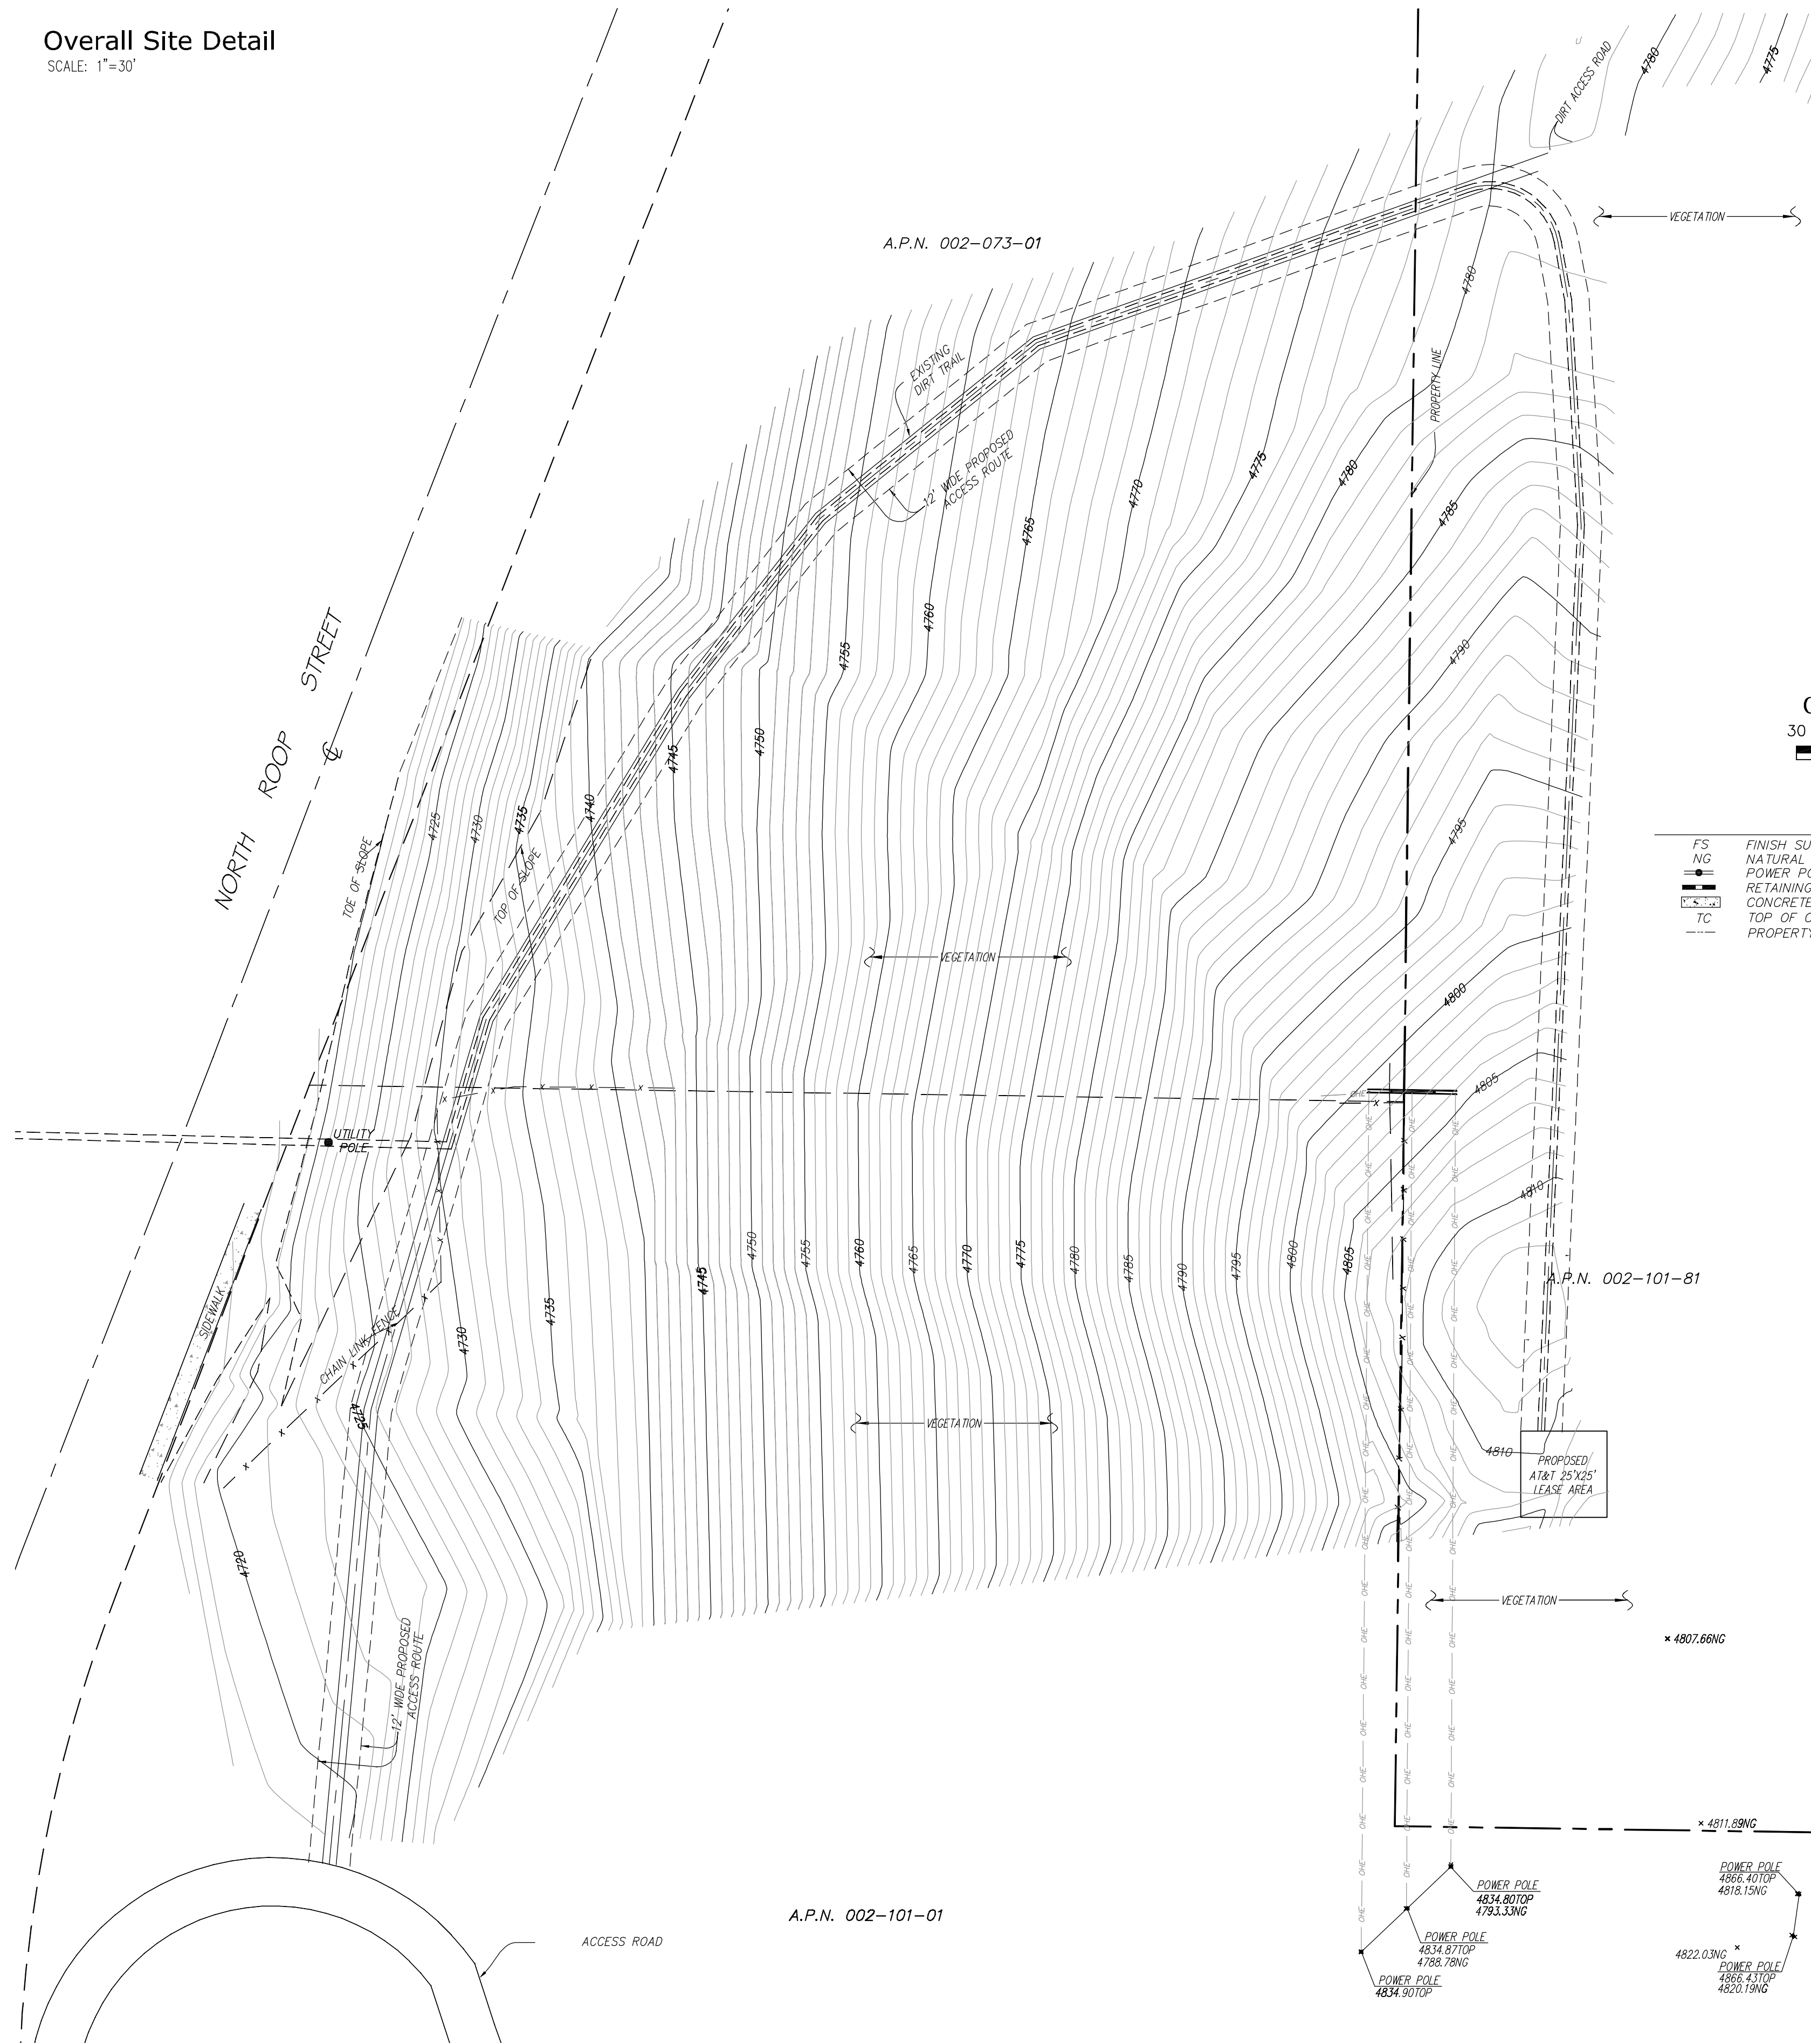 Overall Site Detail
SCALE: 1"=30'
DIRT ACCESS ROAD
4780
4775
VEGETATION
A.P.N. 002-073-01
4780
PROPERTY LINE
EXISTING
DIRT TRAIL
12' WIDE PROPOSED
ACCESS ROUTE
4775
4780
4770
4785
4765
4760
4755
4790
NORTH ROOP STREET
℄
30
4750
4745
4740
4735
4730
4725
4795
TOE OF SLOPE
TOP OF SLOPE
FS FINISH SU
NG NATURAL
POWER PO
RETAINING
CONCRETE
TC TOP OF C
PROPERTY
VEGETATION
4800
4805
UTILITY
POLE
X X X X X X X
OHE
OHE OHE OHE
4810
4750
4755
4760
4765
4770
4775
4780
4785
4790
4795
4800
4805
4745
A.P.N. 002-101-81
SIDEWALK
CHAIN LINK FENCE
4735
4730
4725
VEGETATION
4810
PROPOSED
AT&T 25'X25'
LEASE AREA
4720
VEGETATION
12' WIDE PROPOSED
ACCESS ROUTE
4807.66NG
4811.89NG
POWER POLE
4866.40TOP
4818.15NG
POWER POLE
4834.80TOP
4793.33NG
A.P.N. 002-101-01
POWER POLE
4834.87TOP
4788.78NG
ACCESS ROAD
4822.03NG
POWER POLE
4866.43TOP
4820.19NG
POWER POLE
4834.90TOP